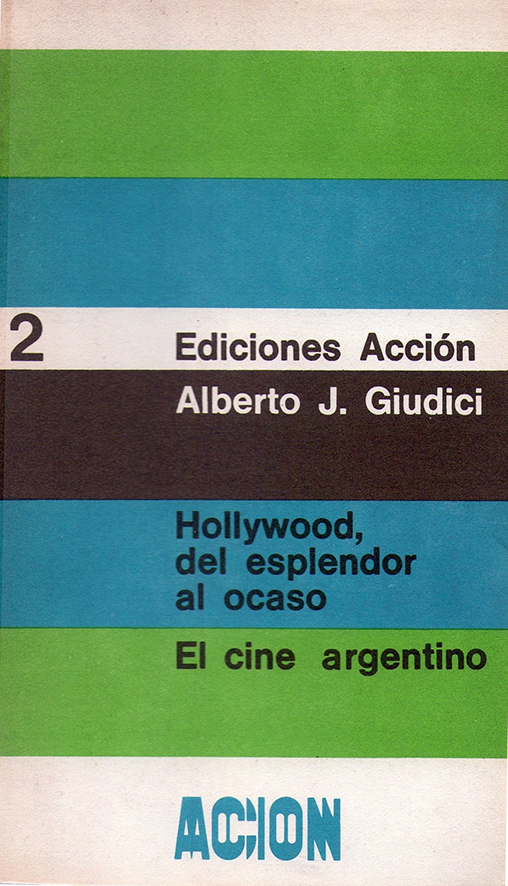 2
Ediciones Acción
Alberto J. Giudici
Hollywood,
del esplendor
al ocaso
El cine argentino
ACCION